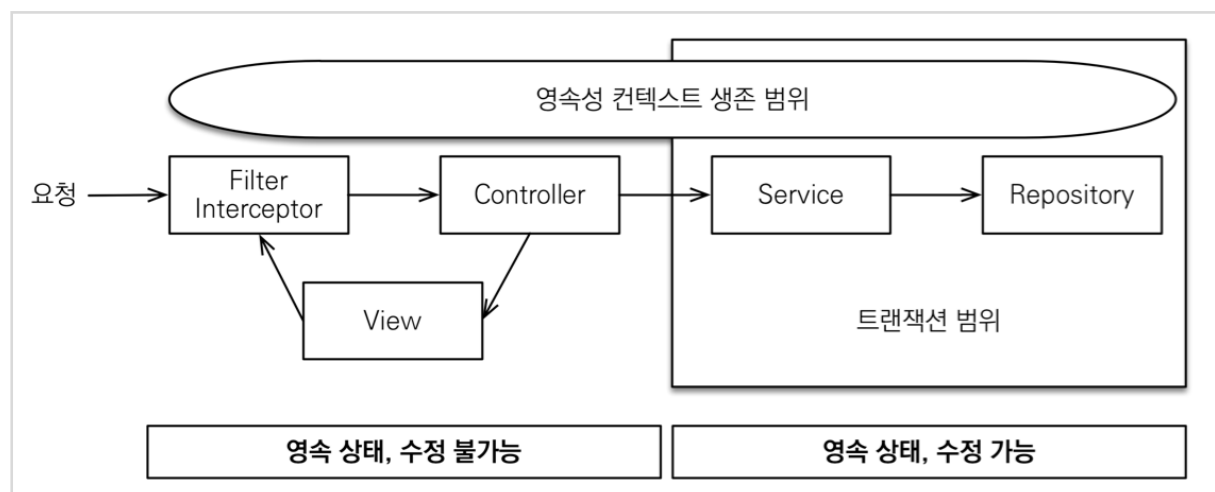 영속성 컨텍스트 생존 범위
요청
Filter
Interceptor
Controller
Service
Repository
View
트랜잭션 범위
영속 상태, 수정 불가능
영속 상태, 수정 가능